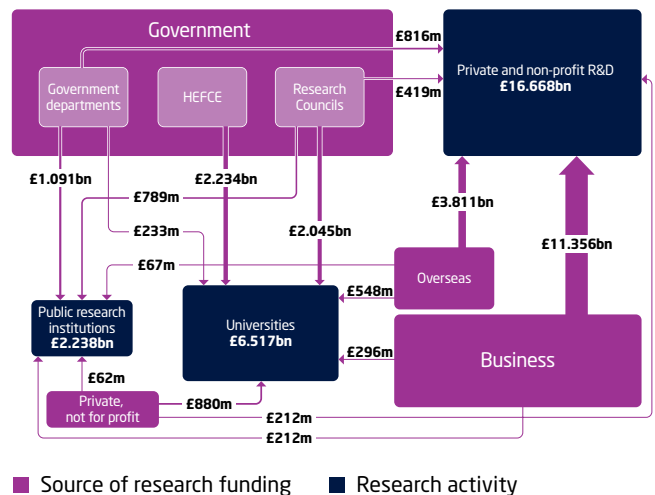 Government
£816m
Private and non-profit R&D
£16.668bn
Government
departments
HEFCE
Research
Councils
£419m
£1.091bn
£2.234bn
£789m
£3.811bn
£233m
£2.045bn
£11.356bn
£67m
Overseas
£548m
Public research
institutions
£2.238bn
Universities
£6.517bn
£296m
Business
£62m
Private,
not for profit
£880m
£212m
£212m
Source of research funding
Research activity